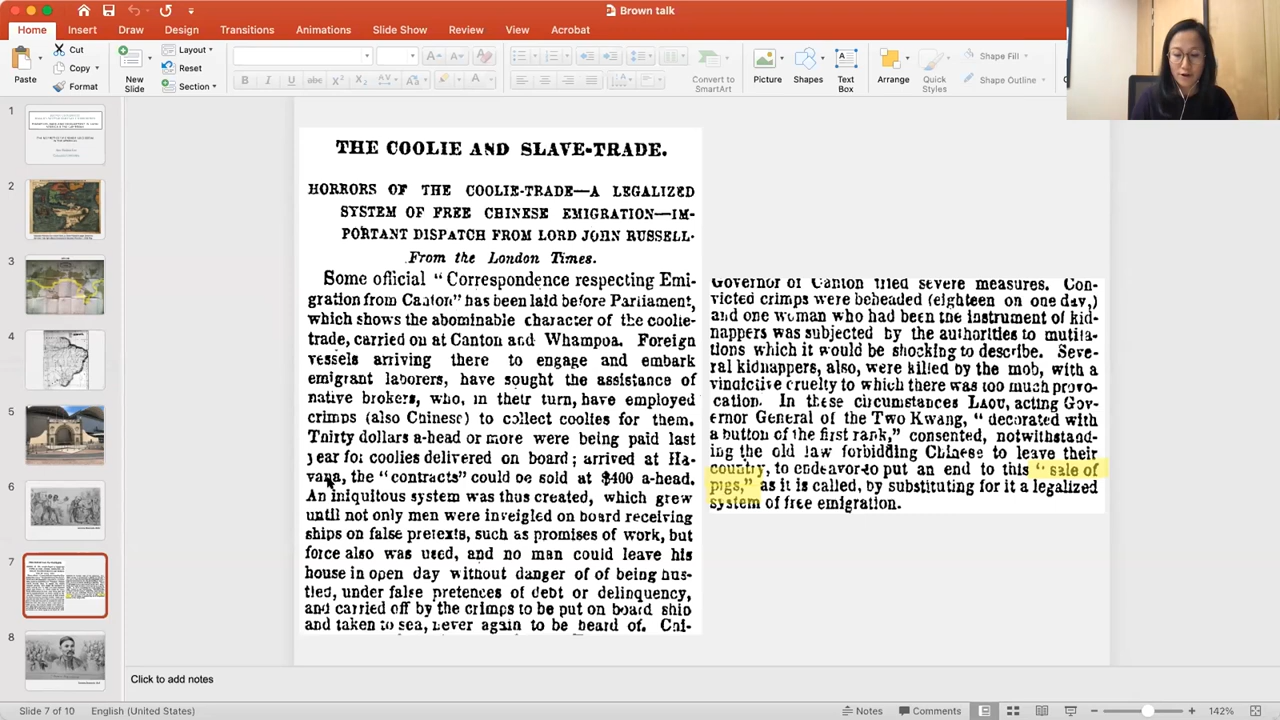 Brown talk
Home Insert Draw Design Transitions Animations Slide Show Review View Acrobat
Paste
Cut
Copy
Format
New Slide
Layout
Reset
Section
B I U abc X² X₂ AV Aa A
Convert to SmartArt
Picture
Shapes
Text Box
Arrange
Quick Styles
Shape Fill
Shape Outline
1
2
3
4
5
6
7
8
THE COOLIE AND SLAVE-TRADE.
HORRORS OF THE COOLIE-TRADE—A LEGALIZED
SYSTEM OF FREE CHINESE EMIGRATION—IM-
PORTANT DISPATCH FROM LORD JOHN RUSSELL.
From the London Times.
Some official "Correspondence respecting Emi-
gration from Canton" has been laid before Parliament,
which shows the abominable character of the coolie-
trade, carried on at Canton and Whampoa. Foreign
vessels arriving there to engage and embark
emigrant laborers, have sought the assistance of
native brokers, who, in their turn, have employed
crimps (also Chinese) to collect coolies for them.
Thirty dollars a-head or more were being paid last
year for coolies delivered on board; arrived at Ha-
vana, the "contracts" could be sold at $400 a-head.
An iniquitous system was thus created, which grew
until not only men were inveigled on board receiving
ships on false pretexts, such as promises of work, but
force also was used, and no man could leave his
house in open day without danger of of being hus-
tled, under false pretences of debt or delinquency,
and carried off by the crimps to be put on board ship
and taken to sea, never again to be heard of. Cai-
Governor of Canton tried severe measures. Con-
victed crimps were beheaded (eighteen on one day,)
and one woman who had been the instrument of kid-
nappers was subjected by the authorities to mutila-
tions which it would be shocking to describe. Seve-
ral kidnappers, also, were killed by the mob, with a
vindictive cruelty to which there was too much provo-
cation. In these circumstances LAOU, acting Gov-
ernor General of the Two Kwang, "decorated with
a button of the first rank," consented, notwithstand-
ing the old law forbidding Chinese to leave their
country, to endeavor to put an end to this "sale of
pigs," as it is called, by substituting for it a legalized
system of free emigration.
Click to add notes
Slide 7 of 10 English (United States) Notes Comments 142%